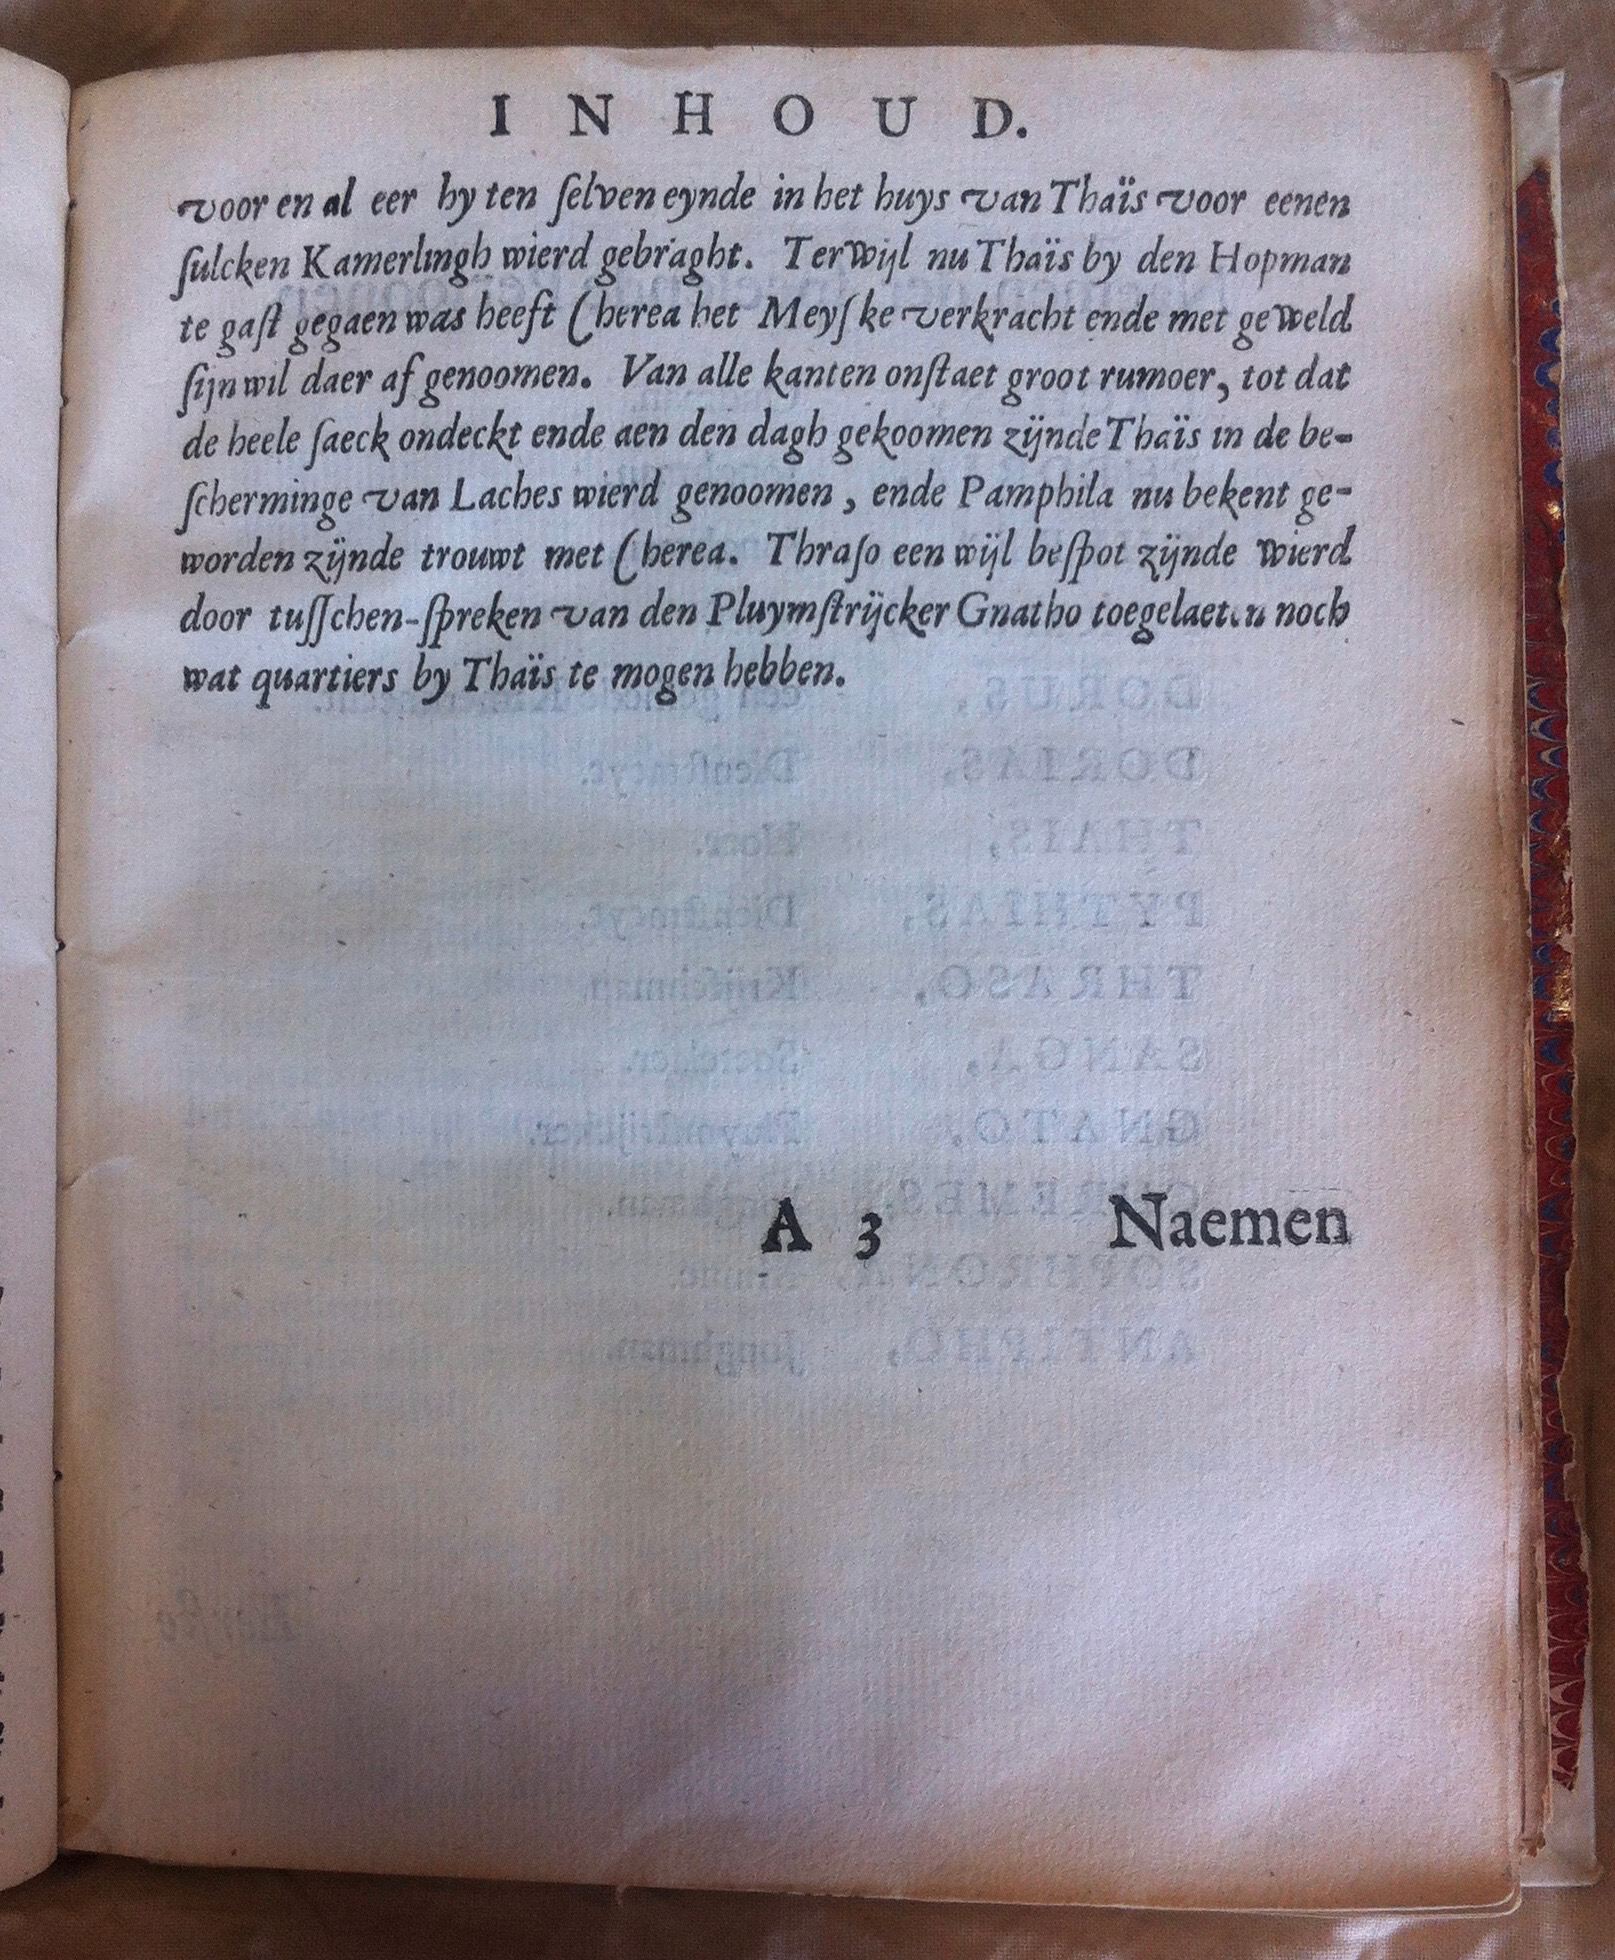 INHOUD.
voor en al eer hy ten ſelven eynde in het huys van Thaïs voor eenen
ſulcken Kamerlingh wierd gebraght. Terwijl nu Thaïs by den Hopman
te gaſt gegaen was heeft Cherea het Meyſke verkracht ende met geweld
ſijn wil daer af genoomen. Van alle kanten onſtaet groot rumoer, tot dat
de heele ſaeck ondeckt ende aen den dagh gekoomen zijnde Thaïs in de be-
ſcherminge van Laches wierd genoomen, ende Pamphila nu bekent ge-
worden zijnde trouwt met Cherea. Thraſo een wijl beſpot zijnde wierd
door tuſſchen-ſpreken van den Pluymſtrijcker Gnatho toegelaeten noch
wat quartiers by Thaïs te mogen hebben.
A 3 Naemen